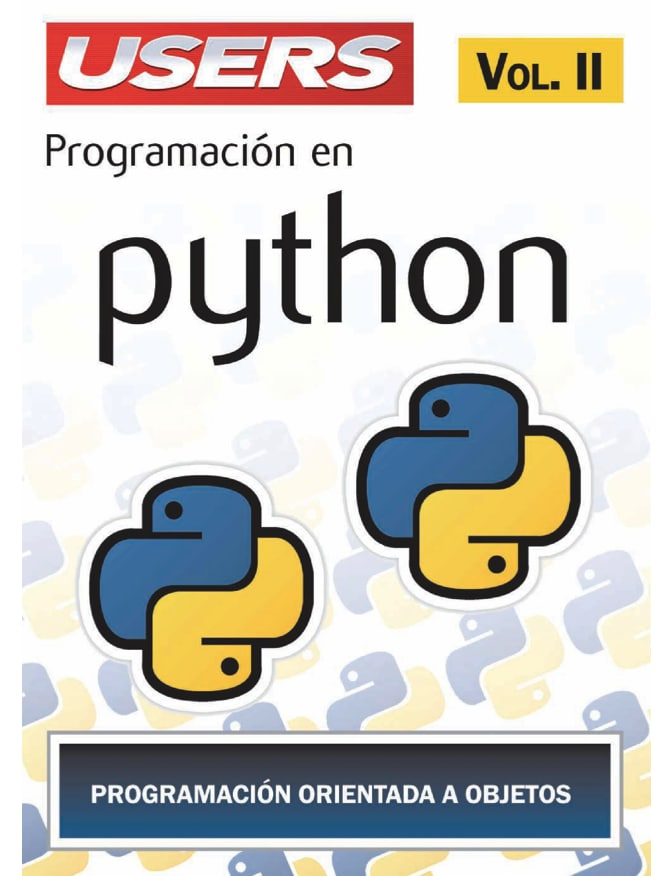 USERS
VOL. II
Programación en
python
PROGRAMACIÓN ORIENTADA A OBJETOS